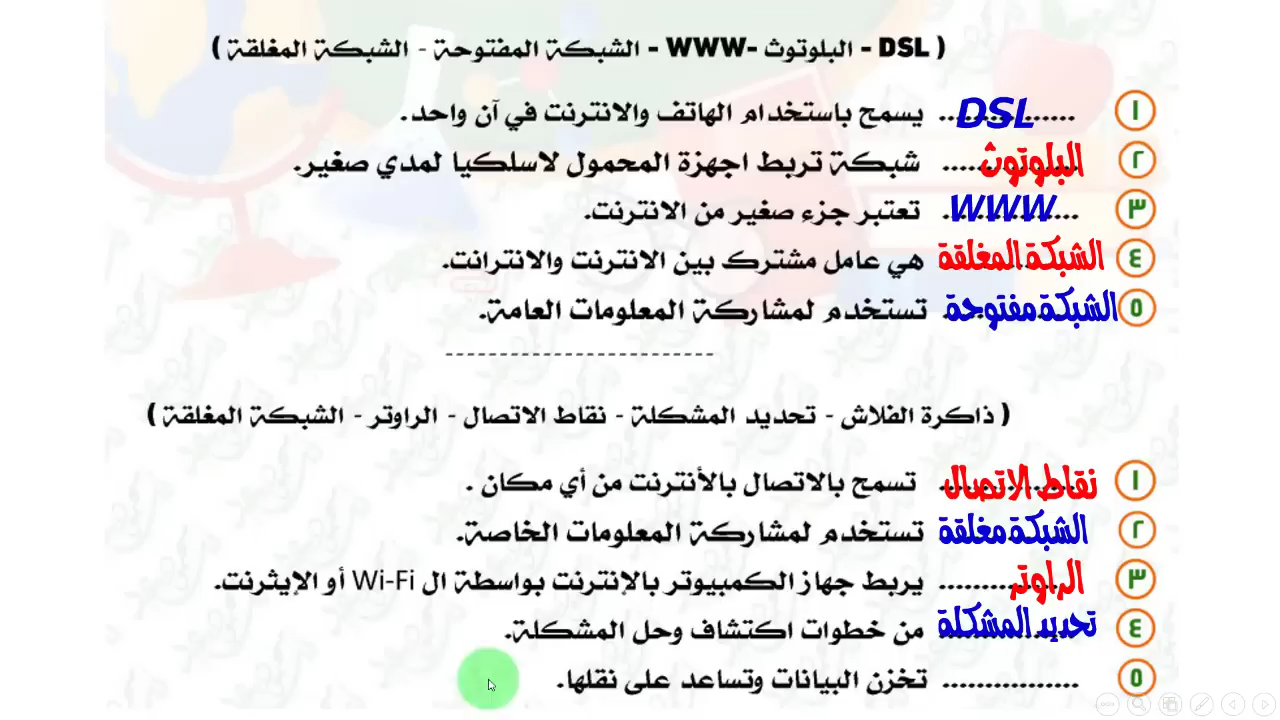 ( DSL - البلوتوث -WWW - الشبكة المفتوحة - الشبكة المغلقة )
١ DSL يسمح باستخدام الهاتف والانترنت في آن واحد.
٢ البلوتوث شبكة تربط اجهزة المحمول لاسلكيا لمدي صغير.
٣ WWW تعتبر جزء صغير من الانترنت.
٤ الشبكة المغلقة هي عامل مشترك بين الانترنت والانترانت.
٥ الشبكة مفتوحة تستخدم لمشاركة المعلومات العامة.
( ذاكرة الفلاش - تحديد المشكلة - نقاط الاتصال - الراوتر - الشبكة المغلقة )
١ نقاط الاتصال تسمح بالاتصال بالأنترنت من أي مكان .
٢ الشبكة مغلقة تستخدم لمشاركة المعلومات الخاصة.
٣ الراوتر يربط جهاز الكمبيوتر بالإنترنت بواسطة ال Wi-Fi أو الإيثرنت.
٤ تحديد المشكلة من خطوات اكتشاف وحل المشكلة.
٥ ................ تخزن البيانات وتساعد على نقلها.